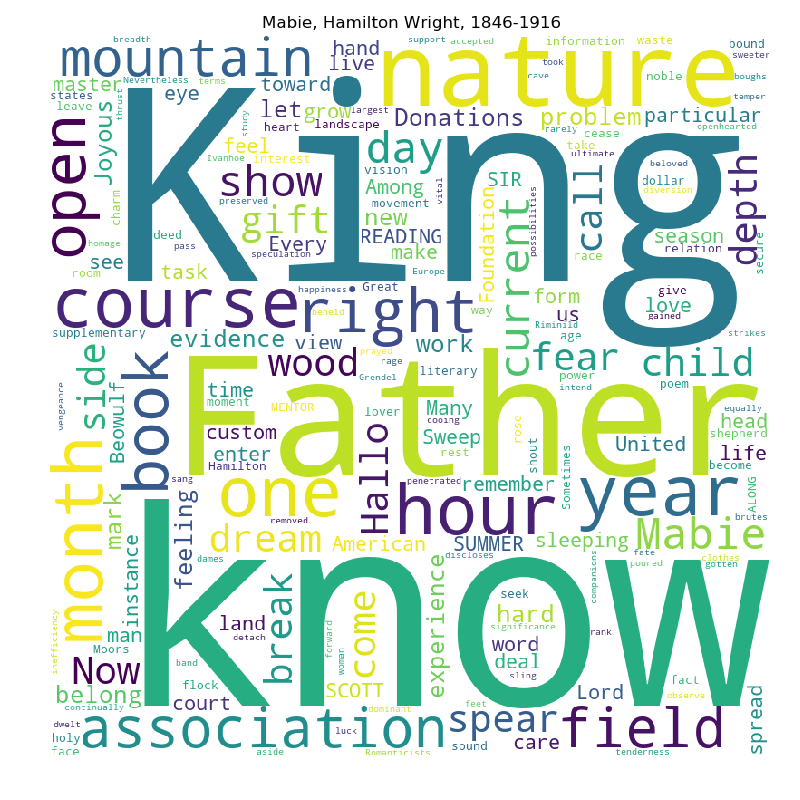 Mabie, Hamilton Wright, 1846-1916
breadth
support
accepted
information
waste
bound
sweeter
mountain
King
nature
hand
live
master
Nevertheless
thrust
eye
toward
took
cave
noble
boughs
temper
states
leave
terms
let
grow
largest
Donations
problem
particular
open
Joyous
story
heart
landscape
day
rarely
cease
openhearted
feel
Ivanhoe
interest
vision
take
ultimate
beloved
call
depth
charm
preserved
show
Among
movement
vital
SIR
dollar
diversion
deed
gift
new
Foundation
current
possibilities
race
season
relation
secure
homage
pass
Every
READING
see
room
task
speculation
make
Europe
happiness
Great
form
us
give
love
gained
course
right
beheld
way
Riminild
age
supplementary
evidence
view
work
strikes
side
book
wood
prayed
rage
fear
child
Father
Grendel
literary
power
intend
poem
vengeance
Beowulf
time
moment
MENTOR
lover
cooing
Many
rose
equally
head
shepherd
custom
Hallo
Sweep
rest
shout
Sometimes
United
life
enter
Hamilton
become
ALONG
month
mark
sang
one
penetrated
remember
hour
year
brutes
feeling
removed
dream
American
SUMMER
sleeping
Mabie
dames
discloses
companions
fate
poured
clothes
gotten
know
inefficiency
instance
man
Moors
break
land
detach
come
experience
seek
hard
significance
rank
Now
band
forward
woman
word
deal
sling
fact
belong
flock
SCOTT
Lord
observe
continually
court
dominant
feet
spread
dwelt
association
luck
spear
field
holy
face
aside
Romanticists
sound
care
tenderness